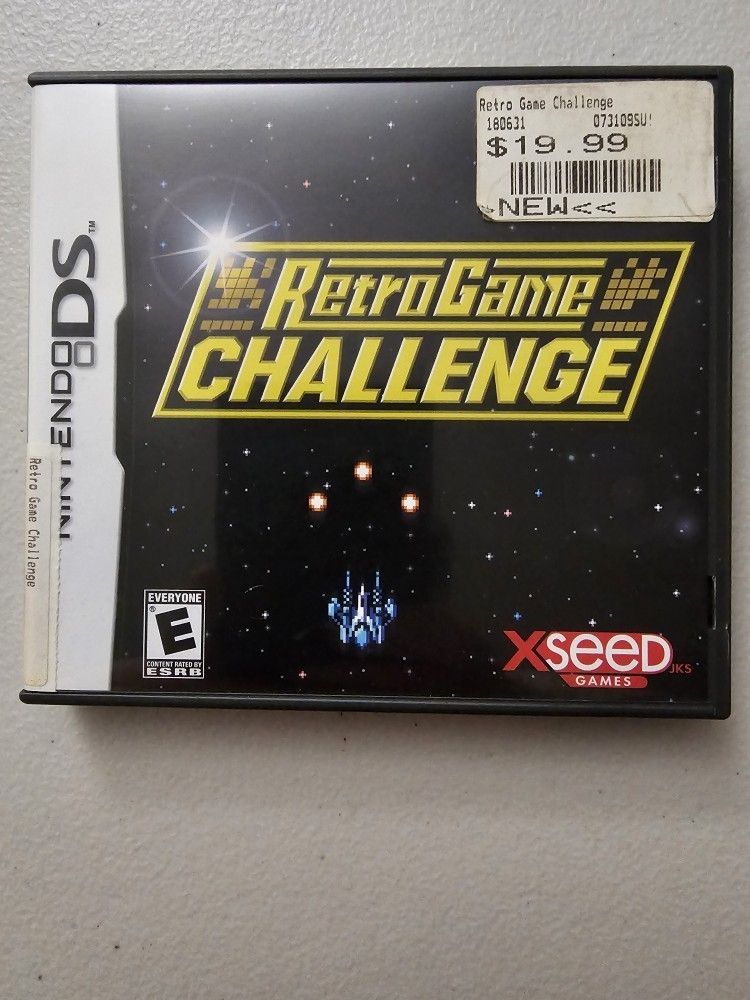 Retro Game Challenge
180631 073109SU!
$19.99
NEW<<
NINTENDO DS™
RetroGame
CHALLENGE
Retro Game Challenge
EVERYONE
E
®
CONTENT RATED BY
ESRB
XSEED
JKS
GAMES